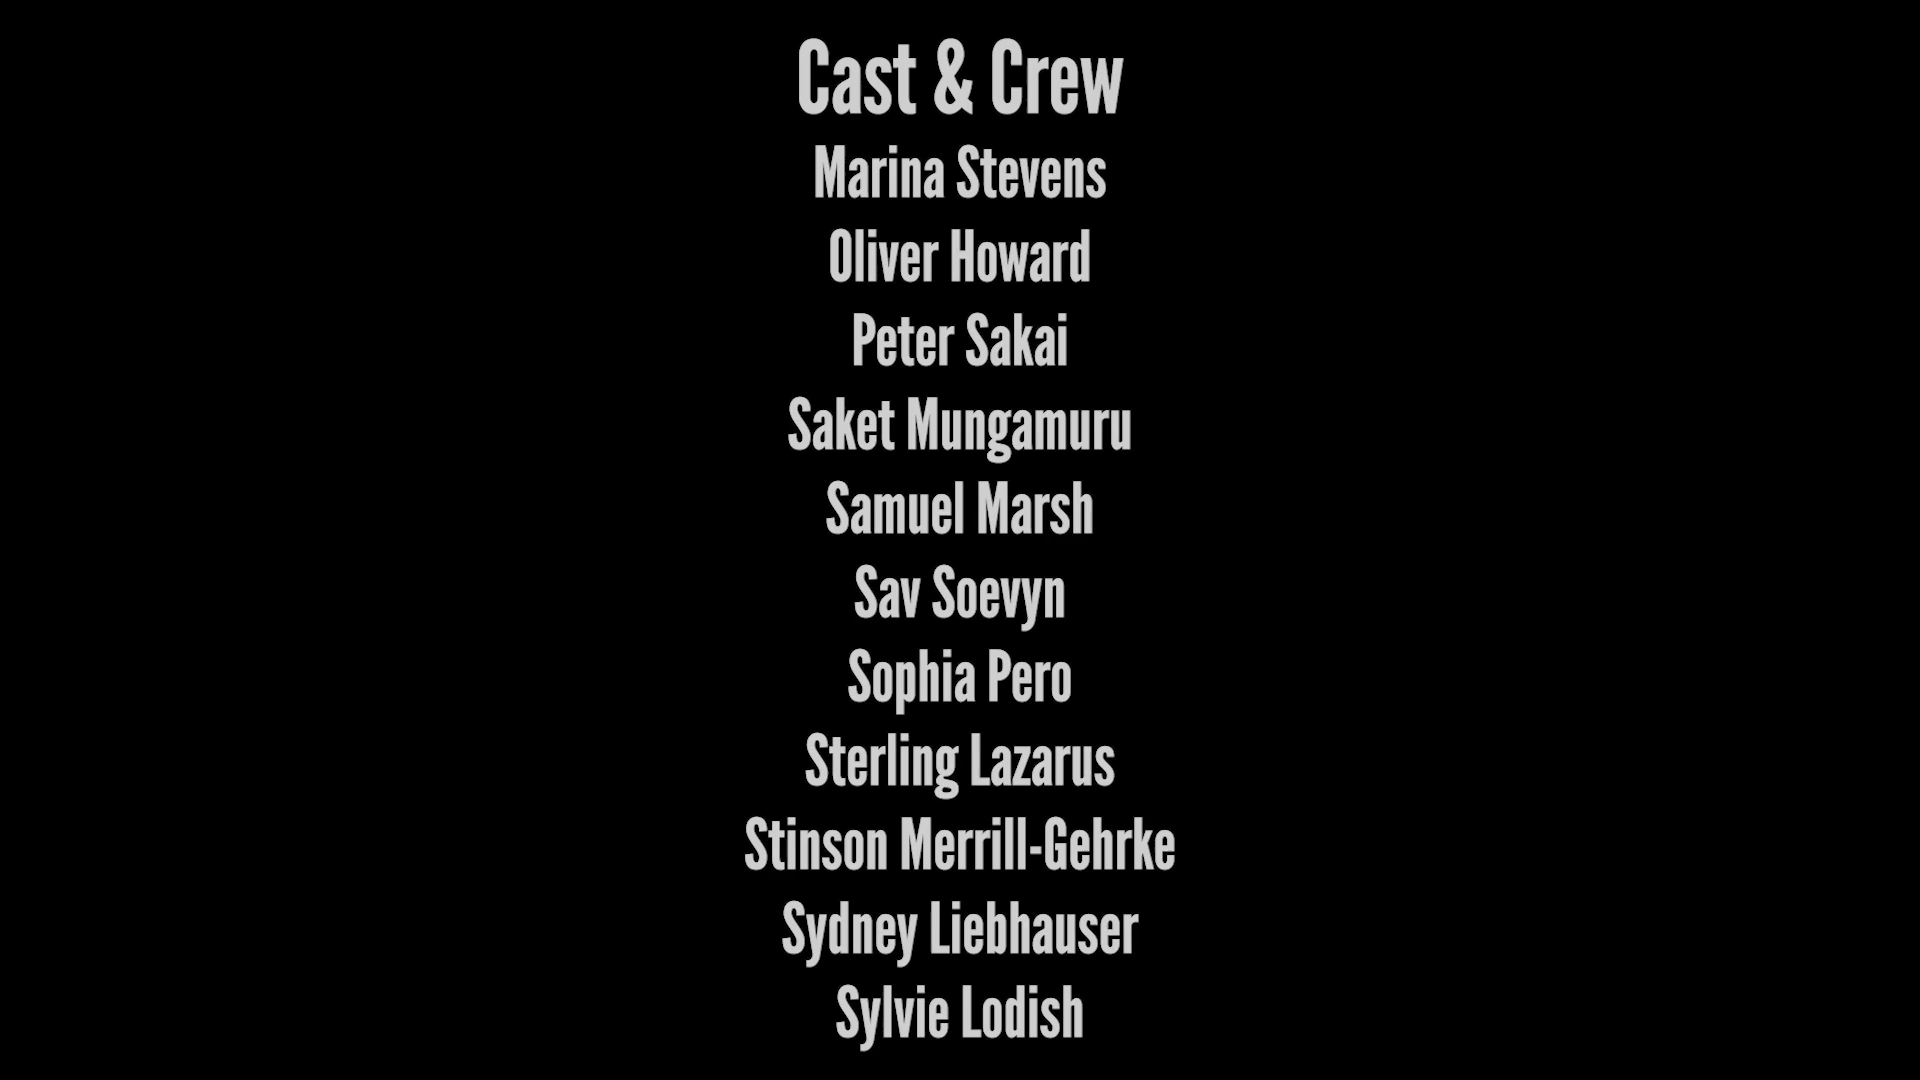 Cast & Crew
Marina Stevens
Oliver Howard
Peter Sakai
Saket Mungamuru
Samuel Marsh
Sav Soevyn
Sophia Pero
Sterling Lazarus
Stinson Merrill-Gehrke
Sydney Liebhauser
Sylvie Lodish